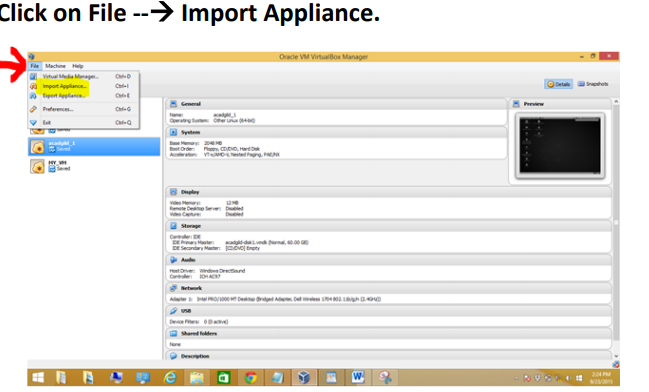 Click on File --→ Import Appliance.
Oracle VM VirtualBox Manager
File Machine Help
Virtual Media Manager... Ctrl+D
Import Appliance... Ctrl+I
Export Appliance... Ctrl+E
Preferences... Ctrl+G
Exit Ctrl+Q
Details Snapshots
Saved
acadgild_1
Saved
MY_VM
Saved
General
Name: acadgild_1
Operating System: Other Linux (64-bit)
Preview
System
Base Memory: 2048 MB
Boot Order: Floppy, CD/DVD, Hard Disk
Acceleration: VT-x/AMD-V, Nested Paging, PAE/NX
Display
Video Memory: 12 MB
Remote Desktop Server: Disabled
Video Capture: Disabled
Storage
Controller: IDE
IDE Primary Master: acadgild-disk1.vmdk (Normal, 60.00 GB)
IDE Secondary Master: [CD/DVD] Empty
Audio
Host Driver: Windows DirectSound
Controller: ICH AC97
Network
Adapter 1: Intel PRO/1000 MT Desktop (Bridged Adapter, Dell Wireless 1704 802.11b/g/n (2.4GHz))
USB
Device Filters: 0 (0 active)
Shared folders
None
Description
2:24 PM
6/23/2015